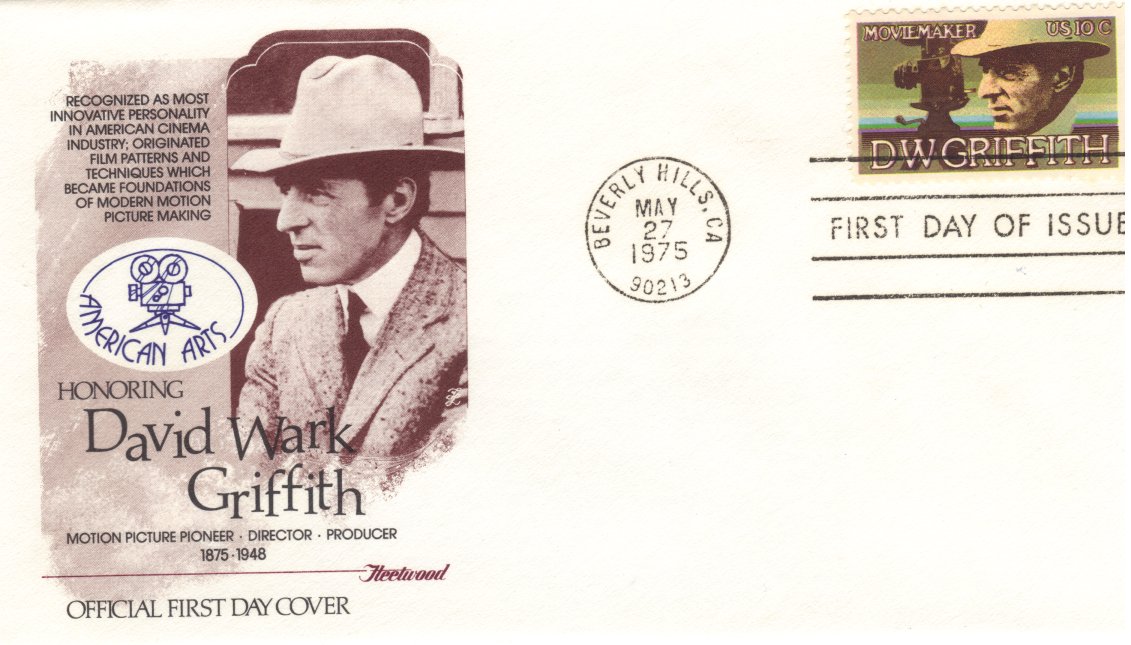 RECOGNIZED AS MOST
INNOVATIVE PERSONALITY
IN AMERICAN CINEMA
INDUSTRY; ORIGINATED
FILM PATTERNS AND
TECHNIQUES WHICH
BECAME FOUNDATIONS
OF MODERN MOTION
PICTURE MAKING
AMERICAN ARTS
HONORING
David Wark
Griffith
MOTION PICTURE PIONEER · DIRECTOR · PRODUCER
1875 · 1948
Fleetwood
OFFICIAL FIRST DAY COVER
BEVERLY HILLS, CA
MAY
27
1975
90213
MOVIEMAKER US 10 C
D.W. GRIFFITH
FIRST DAY OF ISSUE